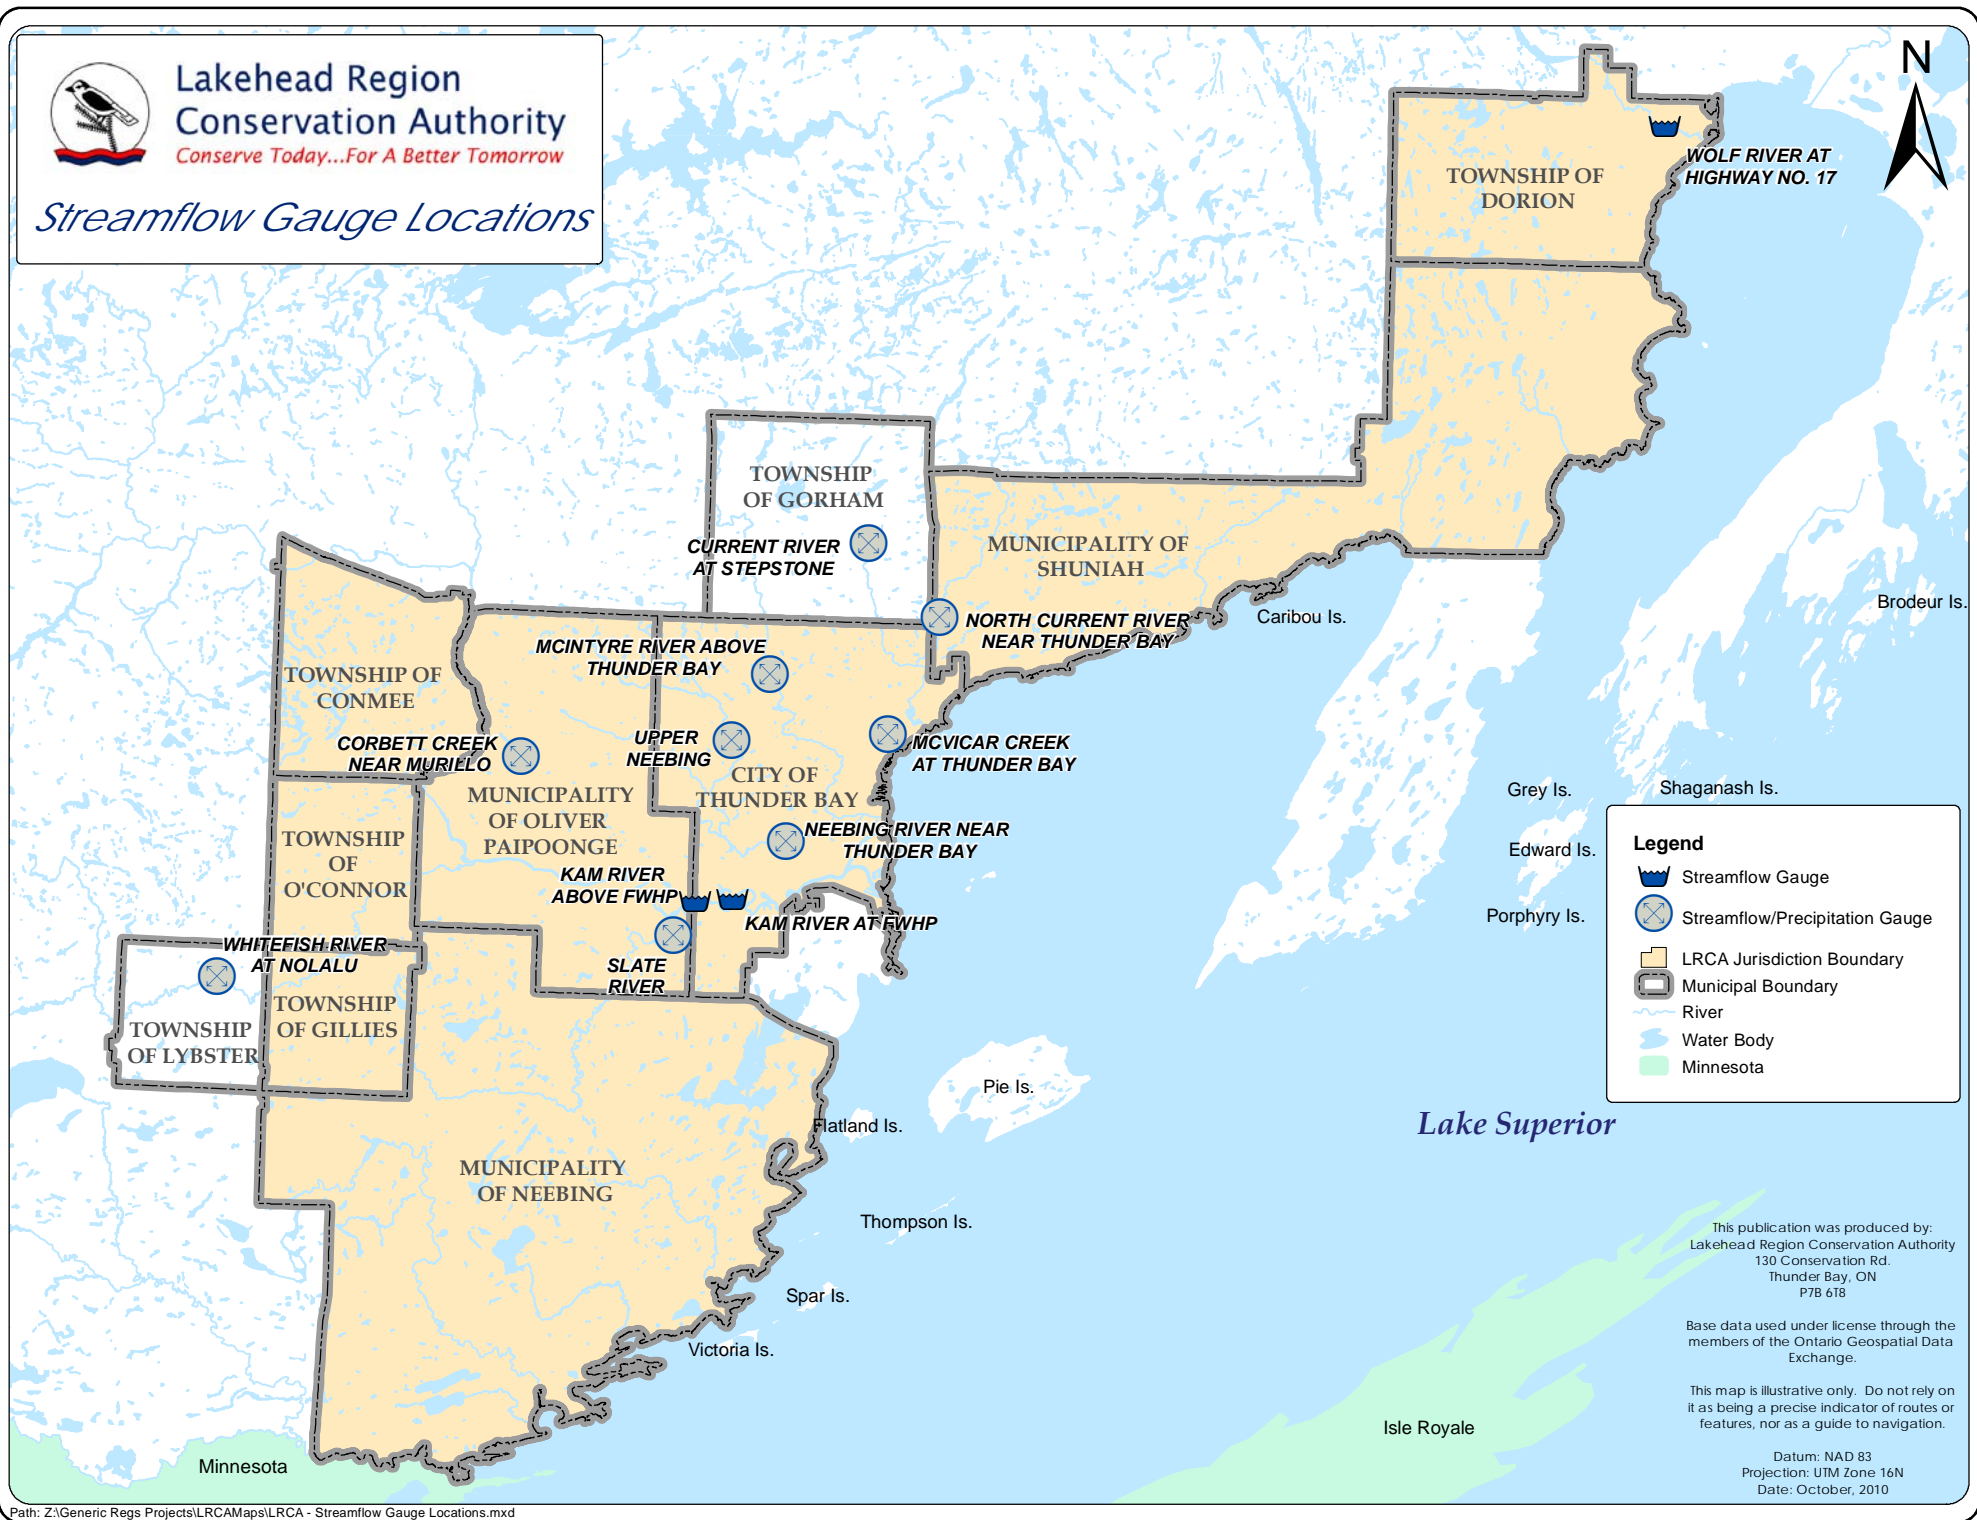 Lakehead Region
Conservation Authority
Conserve Today...For A Better Tomorrow
Streamflow Gauge Locations
N
WOLF RIVER AT
HIGHWAY NO. 17
TOWNSHIP OF
DORION
TOWNSHIP
OF GORHAM
CURRENT RIVER
AT STEPSTONE
MUNICIPALITY OF
SHUNIAH
NORTH CURRENT RIVER
NEAR THUNDER BAY
Caribou Is.
Brodeur Is.
MCINTYRE RIVER ABOVE
THUNDER BAY
TOWNSHIP OF
CONMEE
CORBETT CREEK
NEAR MURILLO
UPPER
NEEBING
MCVICAR CREEK
AT THUNDER BAY
CITY OF
THUNDER BAY
MUNICIPALITY
OF OLIVER
PAIPOONGE
NEEBING RIVER NEAR
THUNDER BAY
TOWNSHIP
OF
O'CONNOR
KAM RIVER
ABOVE FWHP
KAM RIVER AT FWHP
WHITEFISH RIVER
AT NOLALU
SLATE
RIVER
TOWNSHIP
OF GILLIES
TOWNSHIP
OF LYBSTER
Grey Is.
Shaganash Is.
Edward Is.
Porphyry Is.
Legend
Streamflow Gauge
Streamflow/Precipitation Gauge
LRCA Jurisdiction Boundary
Municipal Boundary
River
Water Body
Minnesota
Pie Is.
Flatland Is.
Lake Superior
MUNICIPALITY
OF NEEBING
Thompson Is.
Spar Is.
Victoria Is.
Isle Royale
Minnesota
This publication was produced by:
Lakehead Region Conservation Authority
130 Conservation Rd.
Thunder Bay, ON
P7B 6T8
Base data used under license through the
members of the Ontario Geospatial Data
Exchange.
This map is illustrative only. Do not rely on
it as being a precise indicator of routes or
features, nor as a guide to navigation.
Datum: NAD 83
Projection: UTM Zone 16N
Date: October, 2010
Path: Z:\Generic Regs Projects\LRCAMaps\LRCA - Streamflow Gauge Locations.mxd